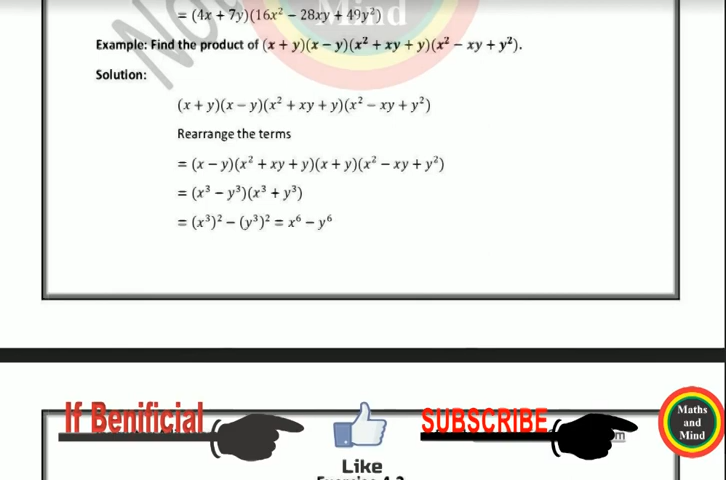 = (4x + 7y)(16x² − 28xy + 49y²)
Example: Find the product of (x + y)(x − y)(x² + xy + y)(x² − xy + y²).
Solution:
(x + y)(x − y)(x² + xy + y)(x² − xy + y²)
Rearrange the terms
= (x − y)(x² + xy + y)(x + y)(x² − xy + y²)
= (x³ − y³)(x³ + y³)
= (x³)² − (y³)² = x⁶ − y⁶
If Benificial
SUBSCRIBE
Like
Maths
and
Mind